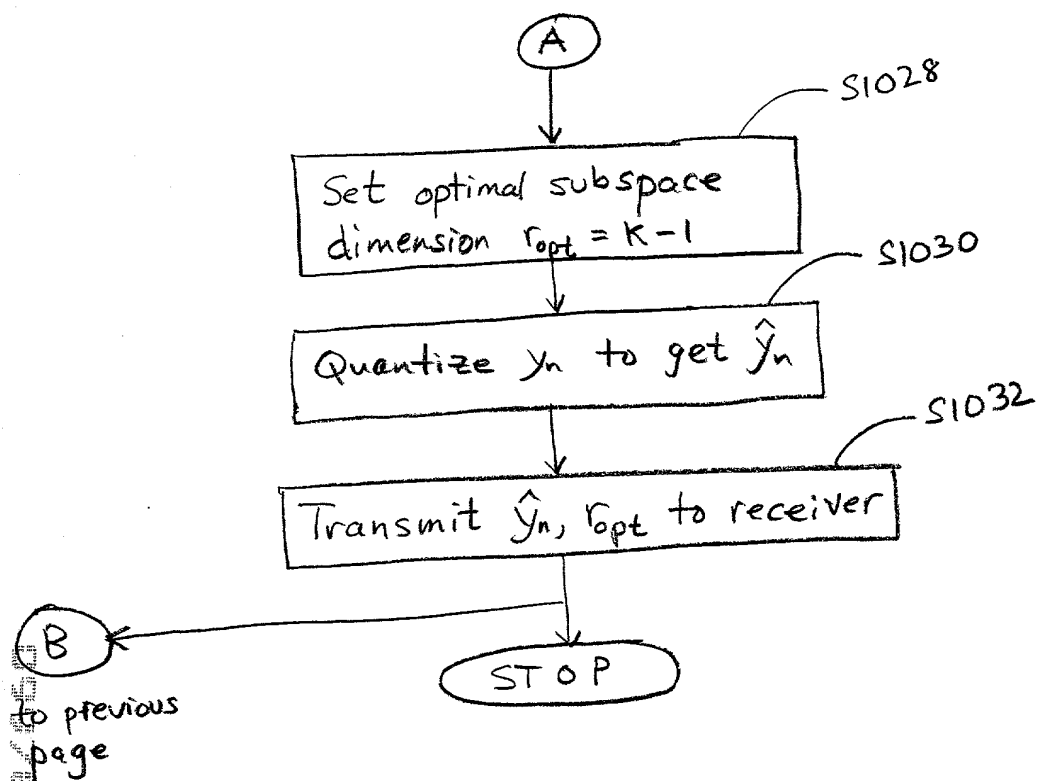 A
S1028
Set optimal subspace
dimension r_opt = K-1
S1030
Quantize y_n to get ŷ_n
S1032
Transmit ŷ_n, r_opt to receiver
B
STOP
to previous
page